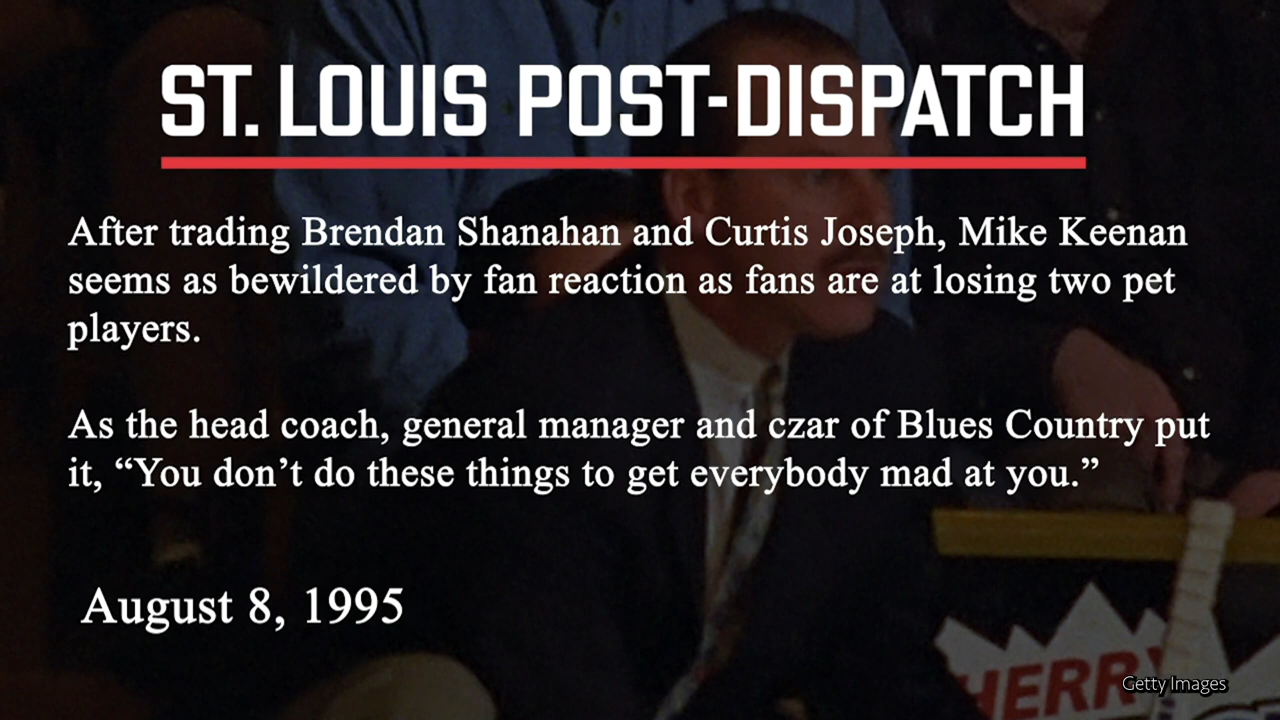 ST. LOUIS POST-DISPATCH
After trading Brendan Shanahan and Curtis Joseph, Mike Keenan
seems as bewildered by fan reaction as fans are at losing two pet
players.
As the head coach, general manager and czar of Blues Country put
it, “You don’t do these things to get everybody mad at you.”
August 8, 1995
HERRY
Getty Images